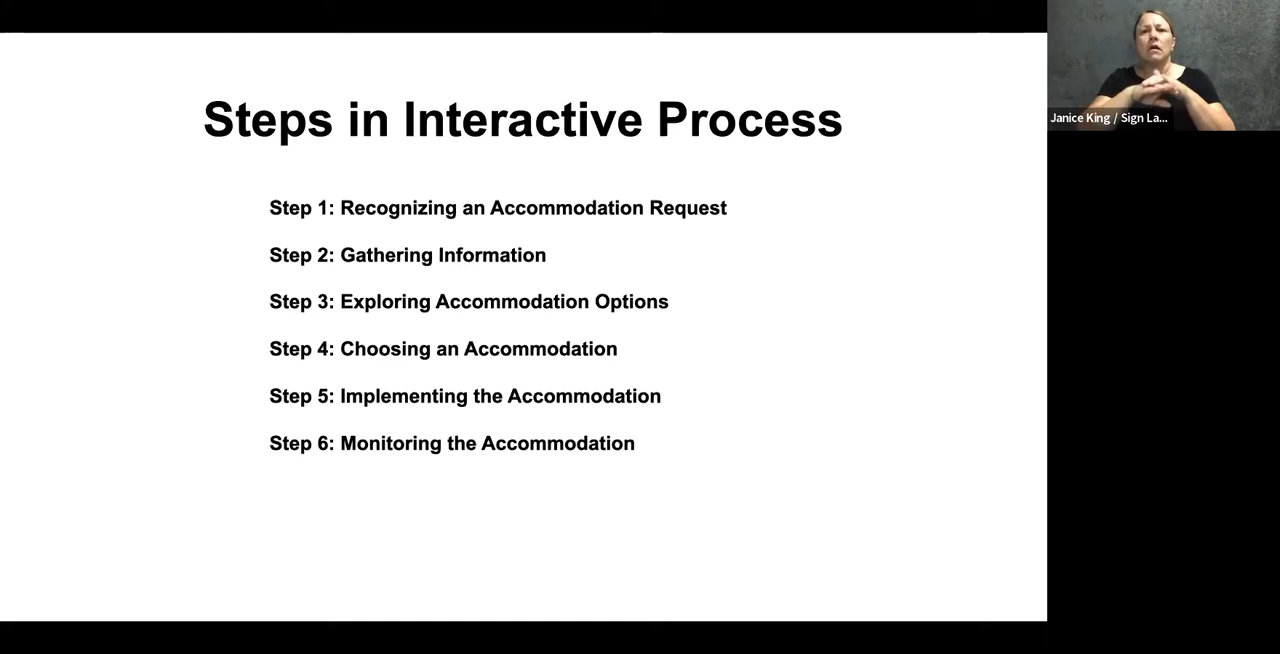 Steps in Interactive Process
Step 1: Recognizing an Accommodation Request
Step 2: Gathering Information
Step 3: Exploring Accommodation Options
Step 4: Choosing an Accommodation
Step 5: Implementing the Accommodation
Step 6: Monitoring the Accommodation
Janice King / Sign La...